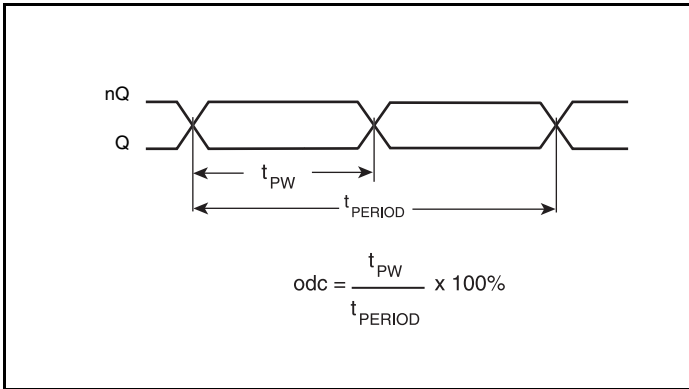 nQ
Q
tPW
tPERIOD
odc = tPW / tPERIOD x 100%